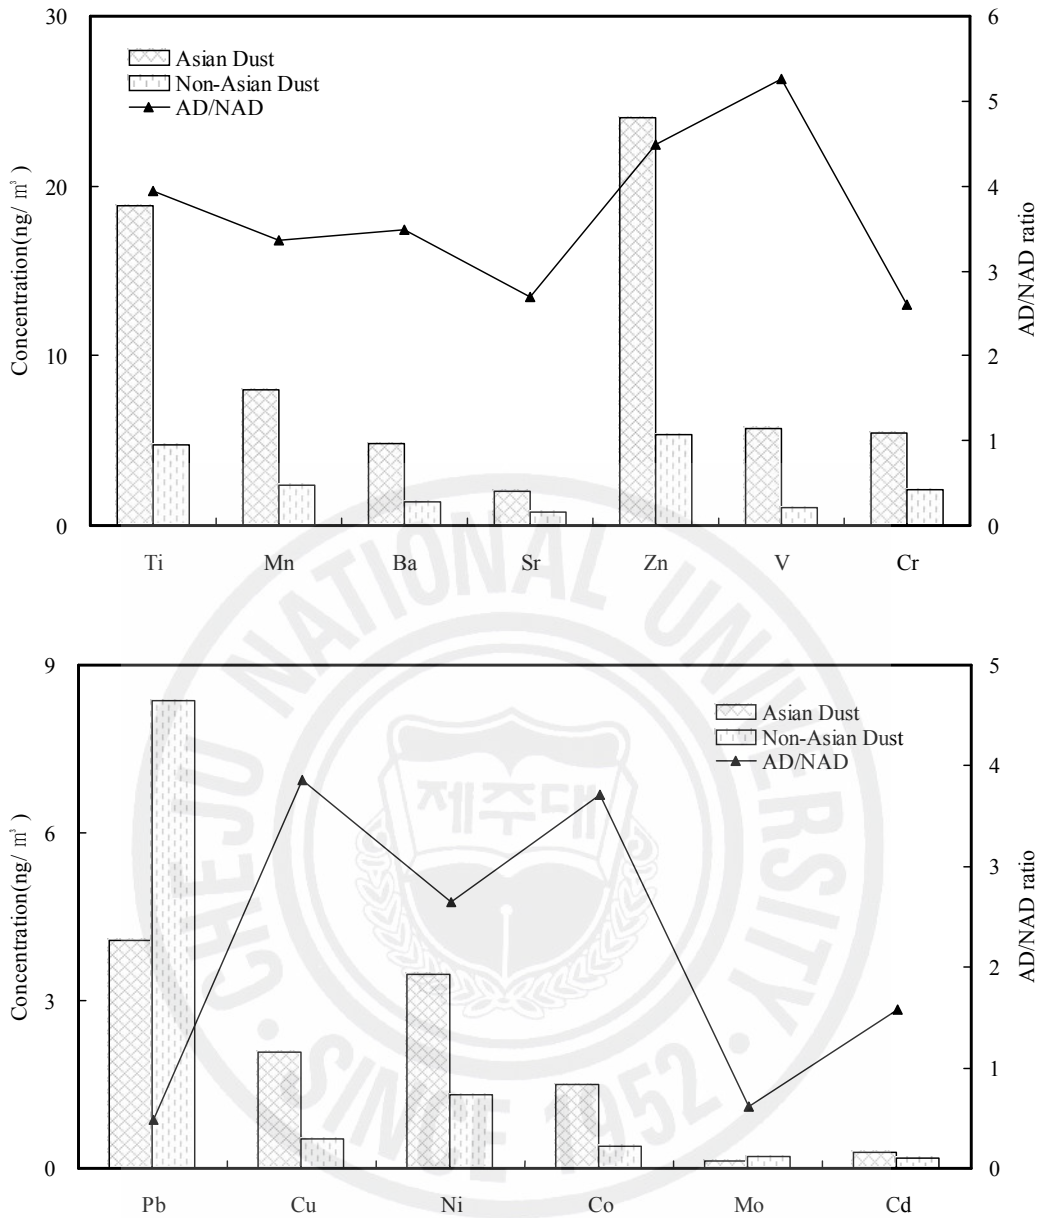 30
20
10
0
Concentration(ng/㎥)
Asian Dust
Non-Asian Dust
AD/NAD
6
5
4
3
2
1
0
AD/NAD ratio
Ti Mn Ba Sr Zn V Cr
9
6
3
0
Concentration(ng/㎥)
Asian Dust
Non-Asian Dust
AD/NAD
5
4
3
2
1
0
AD/NAD ratio
Pb Cu Ni Co Mo Cd
CHEJU NATIONAL UNIVERSITY
제주대
SINCE 1952